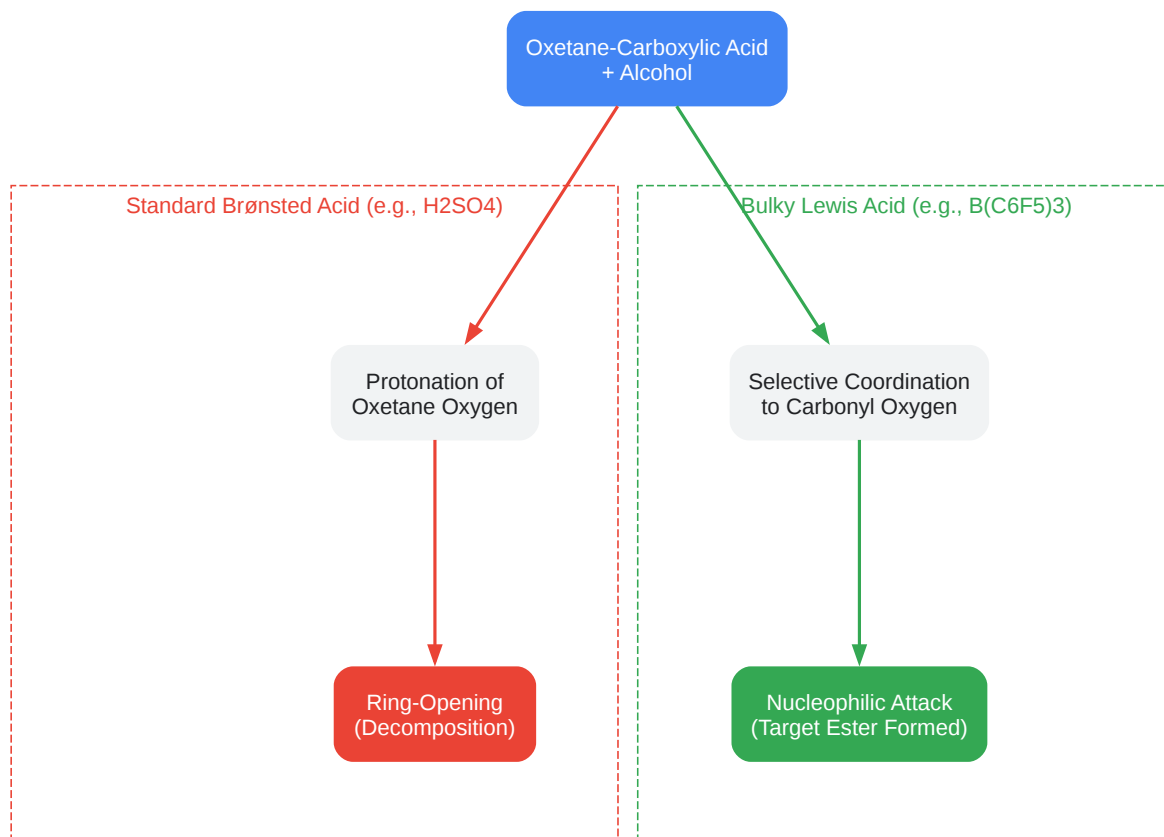 Oxetane-Carboxylic Acid
+ Alcohol
Standard Brønsted Acid (e.g., H2SO4)
Bulky Lewis Acid (e.g., B(C6F5)3)
Protonation of
Oxetane Oxygen
Selective Coordination
to Carbonyl Oxygen
Ring-Opening
(Decomposition)
Nucleophilic Attack
(Target Ester Formed)